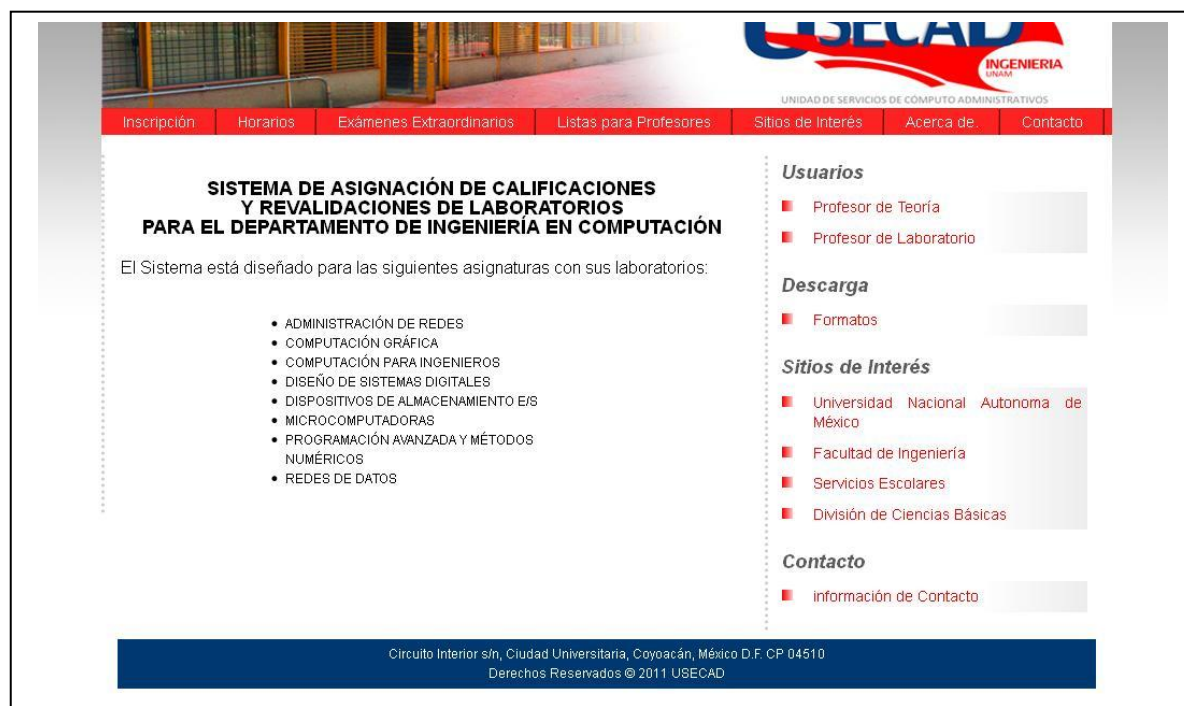 USECAD
INGENIERIA
UNAM
UNIDAD DE SERVICIOS DE CÓMPUTO ADMINISTRATIVOS
Inscripción Horarios Exámenes Extraordinarios Listas para Profesores Sitios de Interés Acerca de. Contacto
SISTEMA DE ASIGNACIÓN DE CALIFICACIONES
Y REVALIDACIONES DE LABORATORIOS
PARA EL DEPARTAMENTO DE INGENIERÍA EN COMPUTACIÓN
El Sistema está diseñado para las siguientes asignaturas con sus laboratorios:
• ADMINISTRACIÓN DE REDES
• COMPUTACIÓN GRÁFICA
• COMPUTACIÓN PARA INGENIEROS
• DISEÑO DE SISTEMAS DIGITALES
• DISPOSITIVOS DE ALMACENAMIENTO E/S
• MICROCOMPUTADORAS
• PROGRAMACIÓN AVANZADA Y MÉTODOS
NUMÉRICOS
• REDES DE DATOS
Usuarios
Profesor de Teoría
Profesor de Laboratorio
Descarga
Formatos
Sitios de Interés
Universidad Nacional Autonoma de
México
Facultad de Ingeniería
Servicios Escolares
División de Ciencias Básicas
Contacto
información de Contacto
Circuito Interior s/n, Ciudad Universitaria, Coyoacán, México D.F. CP 04510
Derechos Reservados © 2011 USECAD